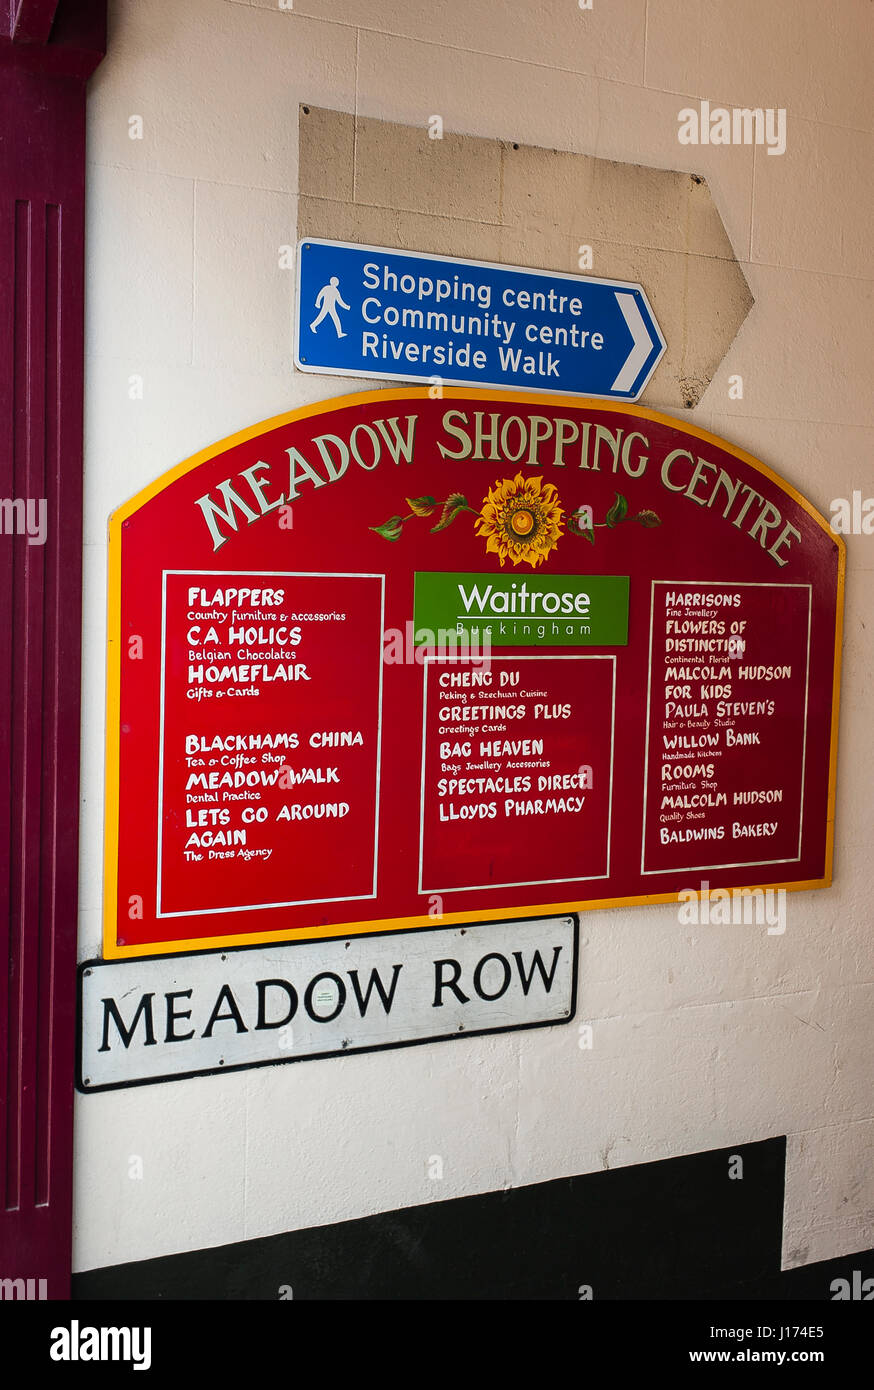 Shopping centre
Community centre
Riverside Walk
MEADOW SHOPPING CENTRE
FLAPPERS
Country furniture & accessories
C.A. HOLICS
Belgian Chocolates
HOMEFLAIR
Gifts & Cards
BLACKHAMS CHINA
Tea & Coffee Shop
MEADOW WALK
Dental Practice
LETS GO AROUND
AGAIN
The Dress Agency
Waitrose
Buckingham
CHENG DU
Peking & Szechuan Cuisine
GREETINGS PLUS
Greetings Cards
BAG HEAVEN
Bags Jewellery Accessories
SPECTACLES DIRECT
LLOYDS PHARMACY
HARRISONS
Fine Jewellery
FLOWERS OF
DISTINCTION
Continental Florist
MALCOLM HUDSON
FOR KIDS
PAULA STEVEN'S
Hair & Beauty Studio
WILLOW BANK
Handmade Kitchens
ROOMS
Furniture Shop
MALCOLM HUDSON
Quality Shoes
BALDWINS BAKERY
MEADOW ROW
alamy stock photo
J174E5
www.alamy.com